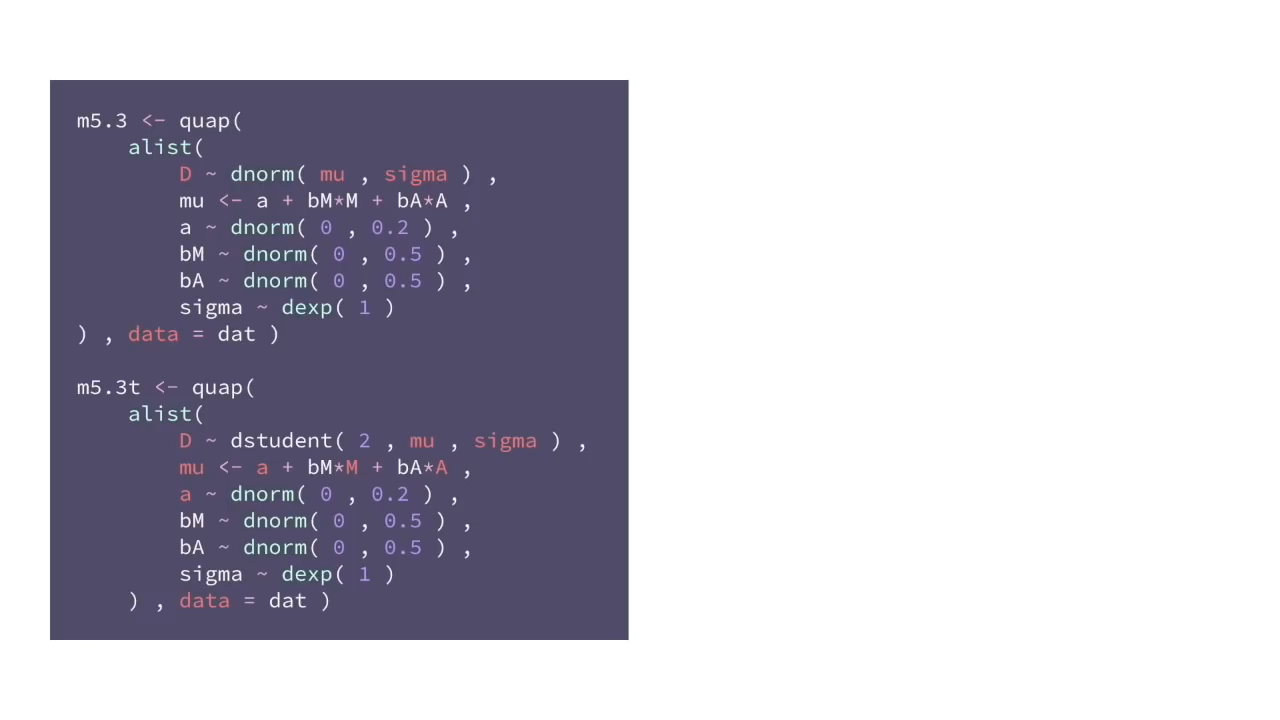 m5.3 <- quap(
    alist(
        D ~ dnorm( mu , sigma ) ,
        mu <- a + bM*M + bA*A ,
        a ~ dnorm( 0 , 0.2 ) ,
        bM ~ dnorm( 0 , 0.5 ) ,
        bA ~ dnorm( 0 , 0.5 ) ,
        sigma ~ dexp( 1 )
) , data = dat )

m5.3t <- quap(
    alist(
        D ~ dstudent( 2 , mu , sigma ) ,
        mu <- a + bM*M + bA*A ,
        a ~ dnorm( 0 , 0.2 ) ,
        bM ~ dnorm( 0 , 0.5 ) ,
        bA ~ dnorm( 0 , 0.5 ) ,
        sigma ~ dexp( 1 )
    ) , data = dat )